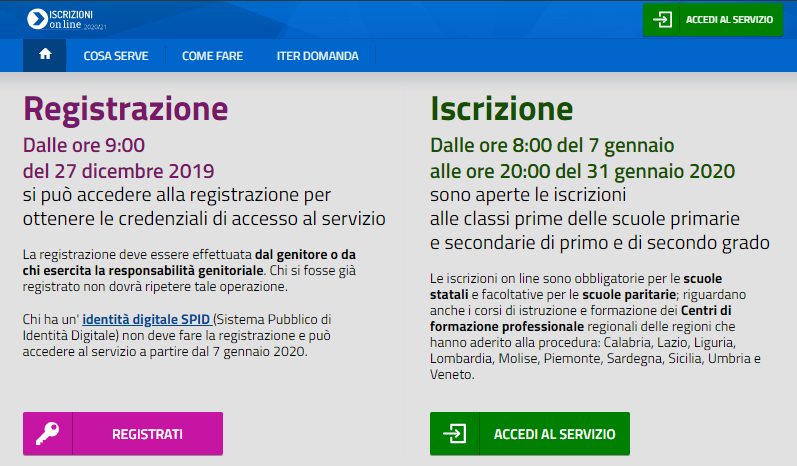 ISCRIZIONI
on line 2020/21
ACCEDI AL SERVIZIO
COSA SERVE
COME FARE
ITER DOMANDA
Registrazione
Dalle ore 9:00
del 27 dicembre 2019
si può accedere alla registrazione per
ottenere le credenziali di accesso al servizio
La registrazione deve essere effettuata dal genitore o da
chi esercita la responsabilità genitoriale. Chi si fosse già
registrato non dovrà ripetere tale operazione.
Chi ha un' identità digitale SPID (Sistema Pubblico di
Identità Digitale) non deve fare la registrazione e può
accedere al servizio a partire dal 7 gennaio 2020.
REGISTRATI
Iscrizione
Dalle ore 8:00 del 7 gennaio
alle ore 20:00 del 31 gennaio 2020
sono aperte le iscrizioni
alle classi prime delle scuole primarie
e secondarie di primo e di secondo grado
Le iscrizioni on line sono obbligatorie per le scuole
statali e facoltative per le scuole paritarie; riguardano
anche i corsi di istruzione e formazione dei Centri di
formazione professionale regionali delle regioni che
hanno aderito alla procedura: Calabria, Lazio, Liguria,
Lombardia, Molise, Piemonte, Sardegna, Sicilia, Umbria e
Veneto.
ACCEDI AL SERVIZIO